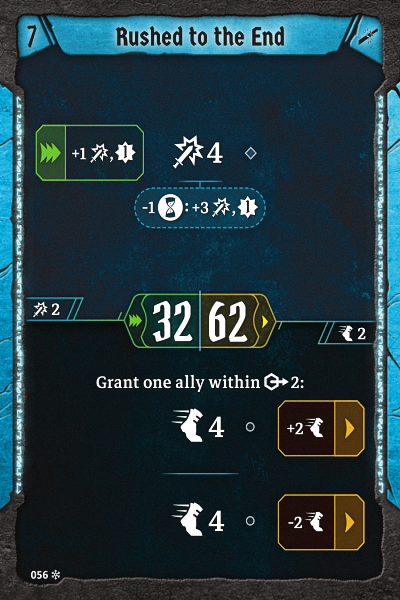 7 Rushed to the End
+1 , 4
-1 : +3 ,
2
32 62
2
Grant one ally within 2:
4 +2
4 -2
056